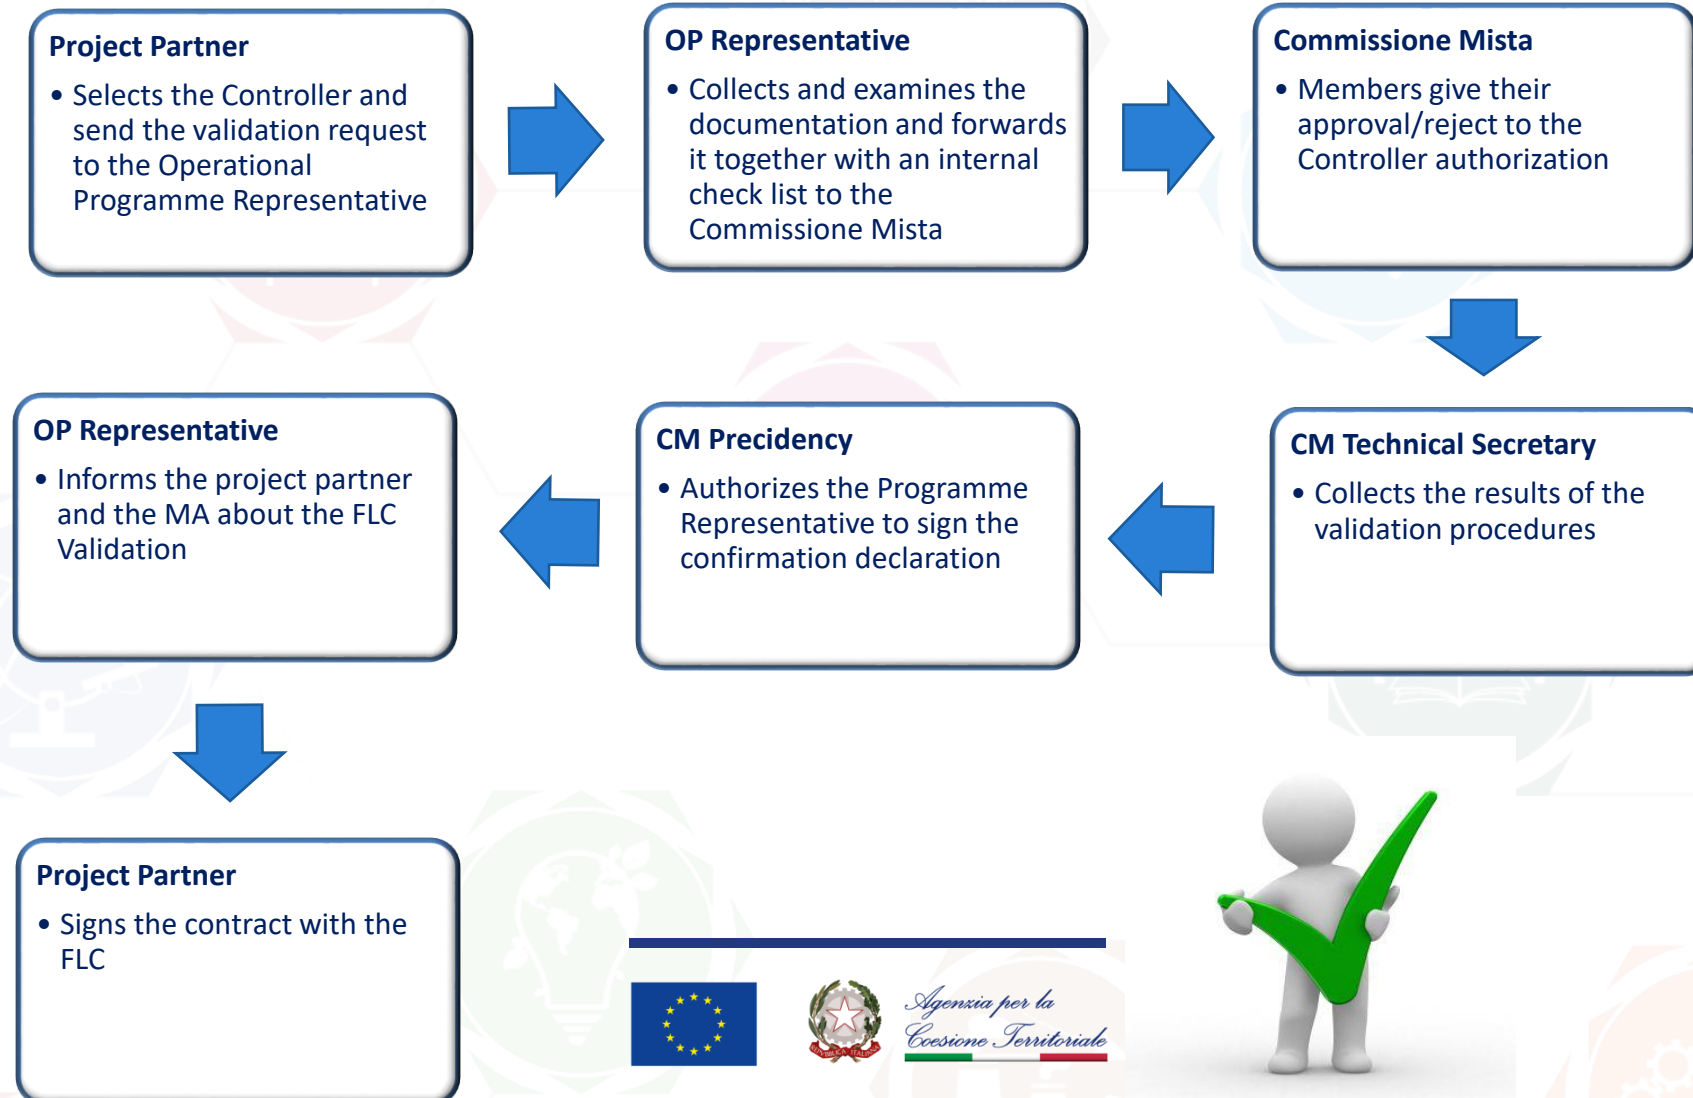 Project Partner
• Selects the Controller and
send the validation request
to the Operational
Programme Representative
OP Representative
• Collects and examines the
documentation and forwards
it together with an internal
check list to the
Commissione Mista
Commissione Mista
• Members give their
approval/reject to the
Controller authorization
CM Technical Secretary
• Collects the results of the
validation procedures
CM Precidency
• Authorizes the Programme
Representative to sign the
confirmation declaration
OP Representative
• Informs the project partner
and the MA about the FLC
Validation
Project Partner
• Signs the contract with the
FLC
REPVBBLICA ITALIANA
Agenzia per la
Coesione Territoriale